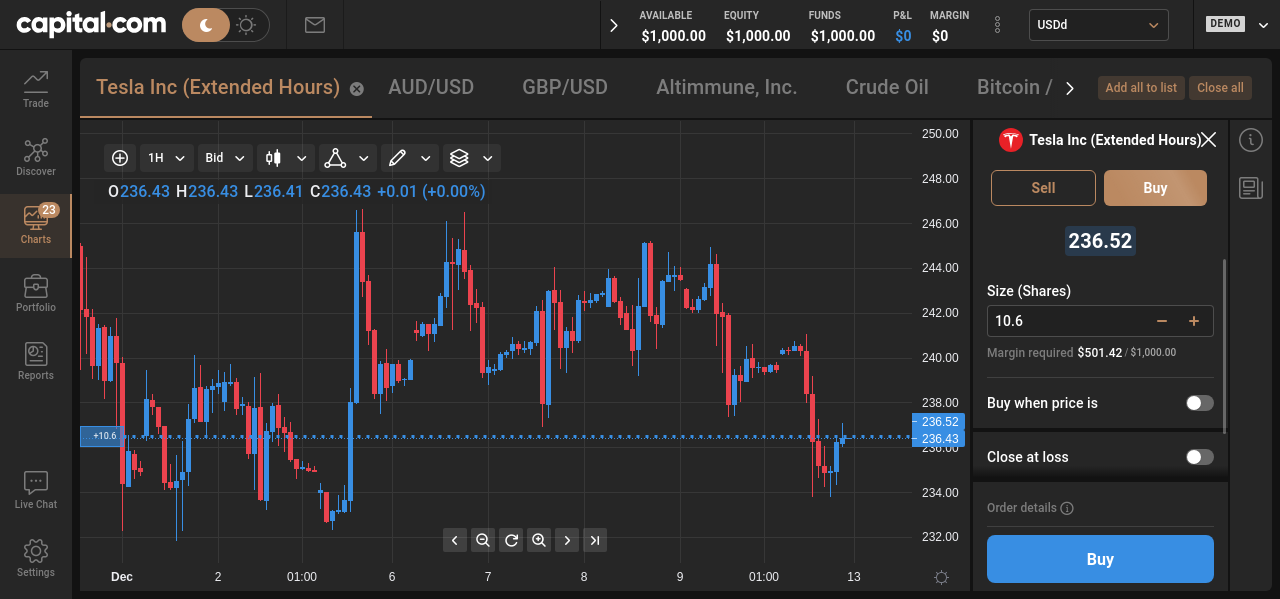 capital.com
AVAILABLE EQUITY FUNDS P&L MARGIN
$1,000.00 $1,000.00 $1,000.00 $0 $0
USDd
DEMO
Trade
Discover
23
Charts
Portfolio
Reports
Live Chat
Settings
Tesla Inc (Extended Hours) AUD/USD GBP/USD Altimmune, Inc. Crude Oil Bitcoin /
Add all to list Close all
1H Bid
O236.43 H236.43 L236.41 C236.43 +0.01 (+0.00%)
250.00
248.00
246.00
244.00
242.00
240.00
238.00
236.52
236.43
236.00
234.00
232.00
+10.6
Dec 2 01:00 6 7 8 9 01:00 13
Tesla Inc (Extended Hours)
Sell Buy
236.52
Size (Shares)
10.6
Margin required $501.42 / $1,000.00
Buy when price is
Close at loss
Order details
Buy